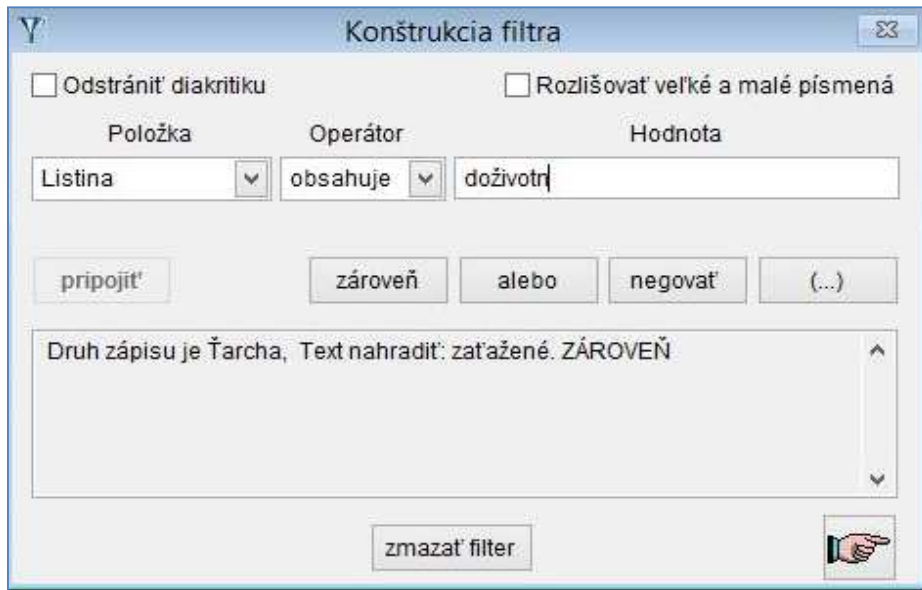 Konštrukcia filtra
Odstrániť diakritiku
Rozlišovať veľké a malé písmená
Položka Operátor Hodnota
Listina obsahuje doživotn
pripojiť zároveň alebo negovať (...)
Druh zápisu je Ťarcha, Text nahradiť: zaťažené. ZÁROVEŇ
zmazať filter